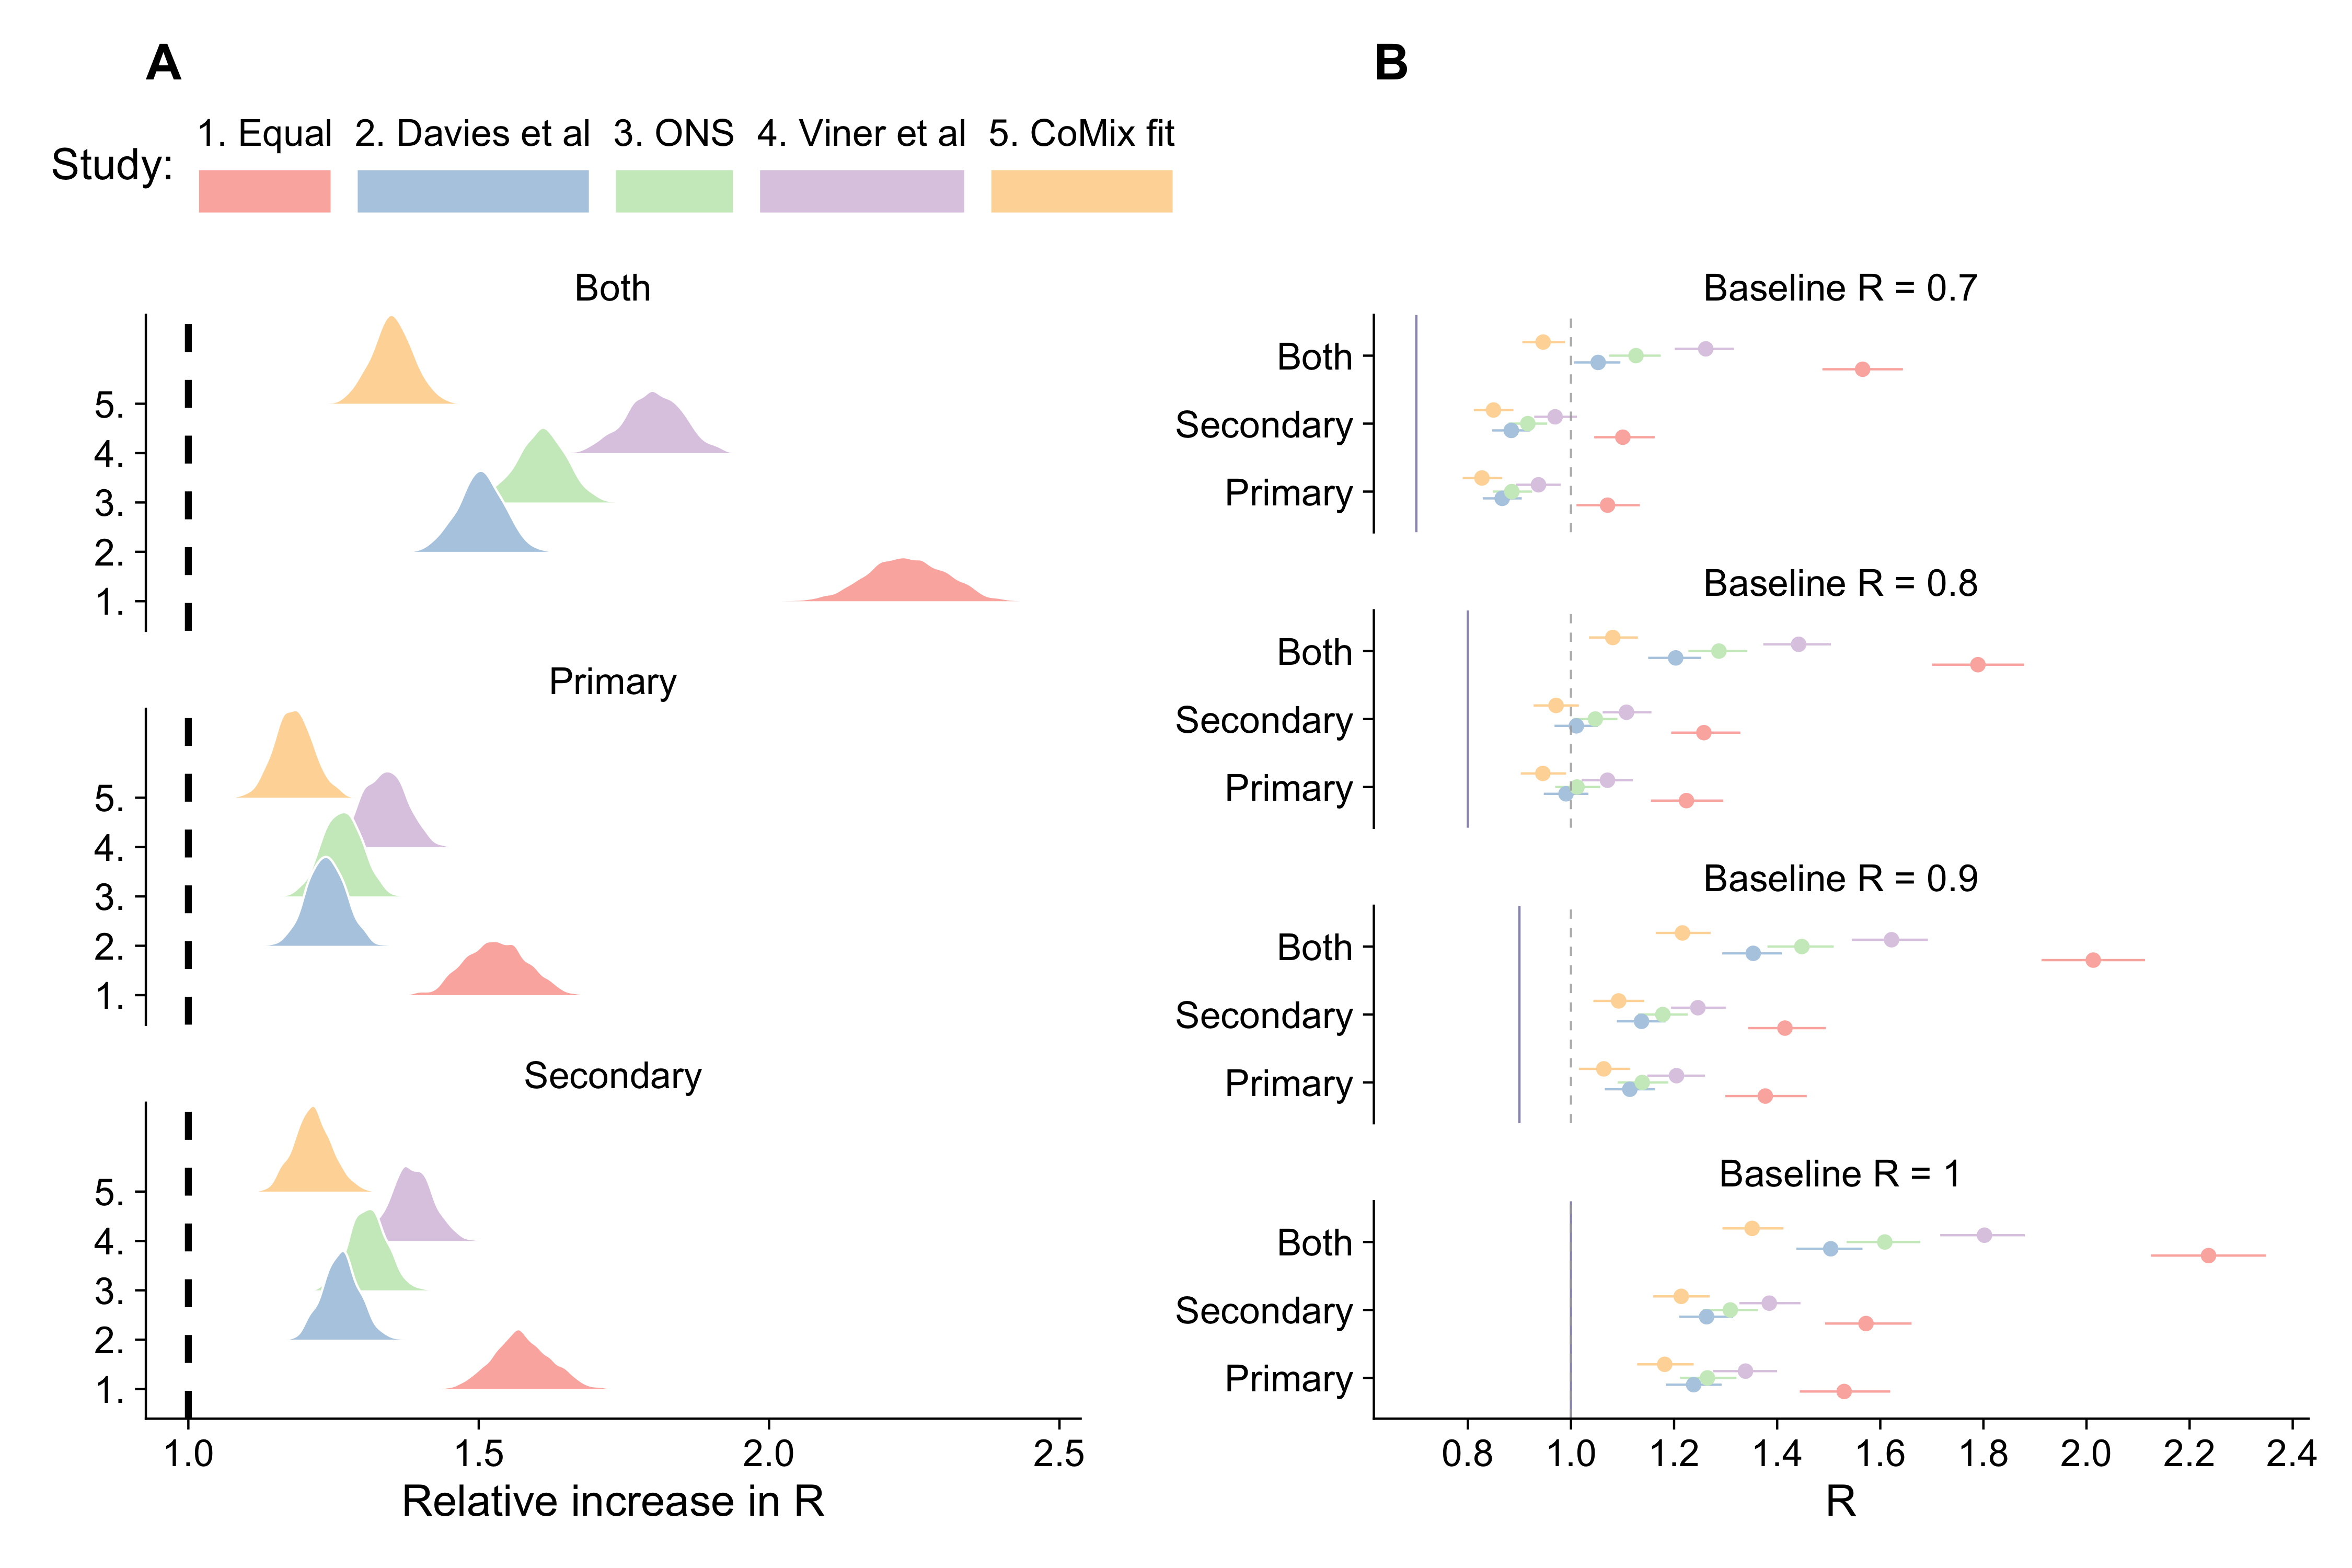 A
Study:
1. Equal
2. Davies et al
3. ONS
4. Viner et al
5. CoMix fit
Both
5.
4.
3.
2.
1.
Primary
5.
4.
3.
2.
1.
Secondary
5.
4.
3.
2.
1.
1.0 1.5 2.0 2.5
Relative increase in R
B
Baseline R = 0.7
Both
Secondary
Primary
Baseline R = 0.8
Both
Secondary
Primary
Baseline R = 0.9
Both
Secondary
Primary
Baseline R = 1
Both
Secondary
Primary
0.8 1.0 1.2 1.4 1.6 1.8 2.0 2.2 2.4
R